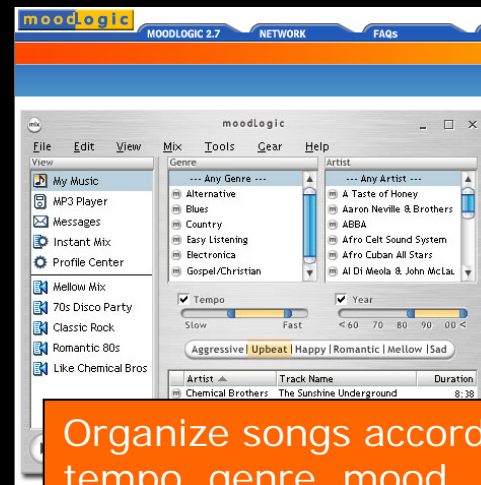 moodlogic
MOODLOGIC 2.7 NETWORK FAQs
mix moodLogic
File Edit View Mix Tools Gear Help
View
My Music
MP3 Player
Messages
Instant Mix
Profile Center
Mellow Mix
70s Disco Party
Classic Rock
Romantic 80s
Like Chemical Bros
Genre
--- Any Genre ---
Alternative
Blues
Country
Easy Listening
Electronica
Gospel/Christian
Artist
--- Any Artist ---
A Taste of Honey
Aaron Neville & Brothers
ABBA
Afro Celt Sound System
Afro Cuban All Stars
Al Di Meola & John McLau
Tempo
Slow Fast
Year
<60 70 80 90 00<
Aggressive Upbeat Happy Romantic Mellow Sad
Artist Track Name Duration
Chemical Brothers The Sunshine Underground 8:38
Organize songs accord
tempo, genre, mood